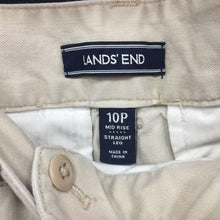 LANDS' END
10P
MID RISE
STRAIGHT
LEG
MADE IN
CHINA